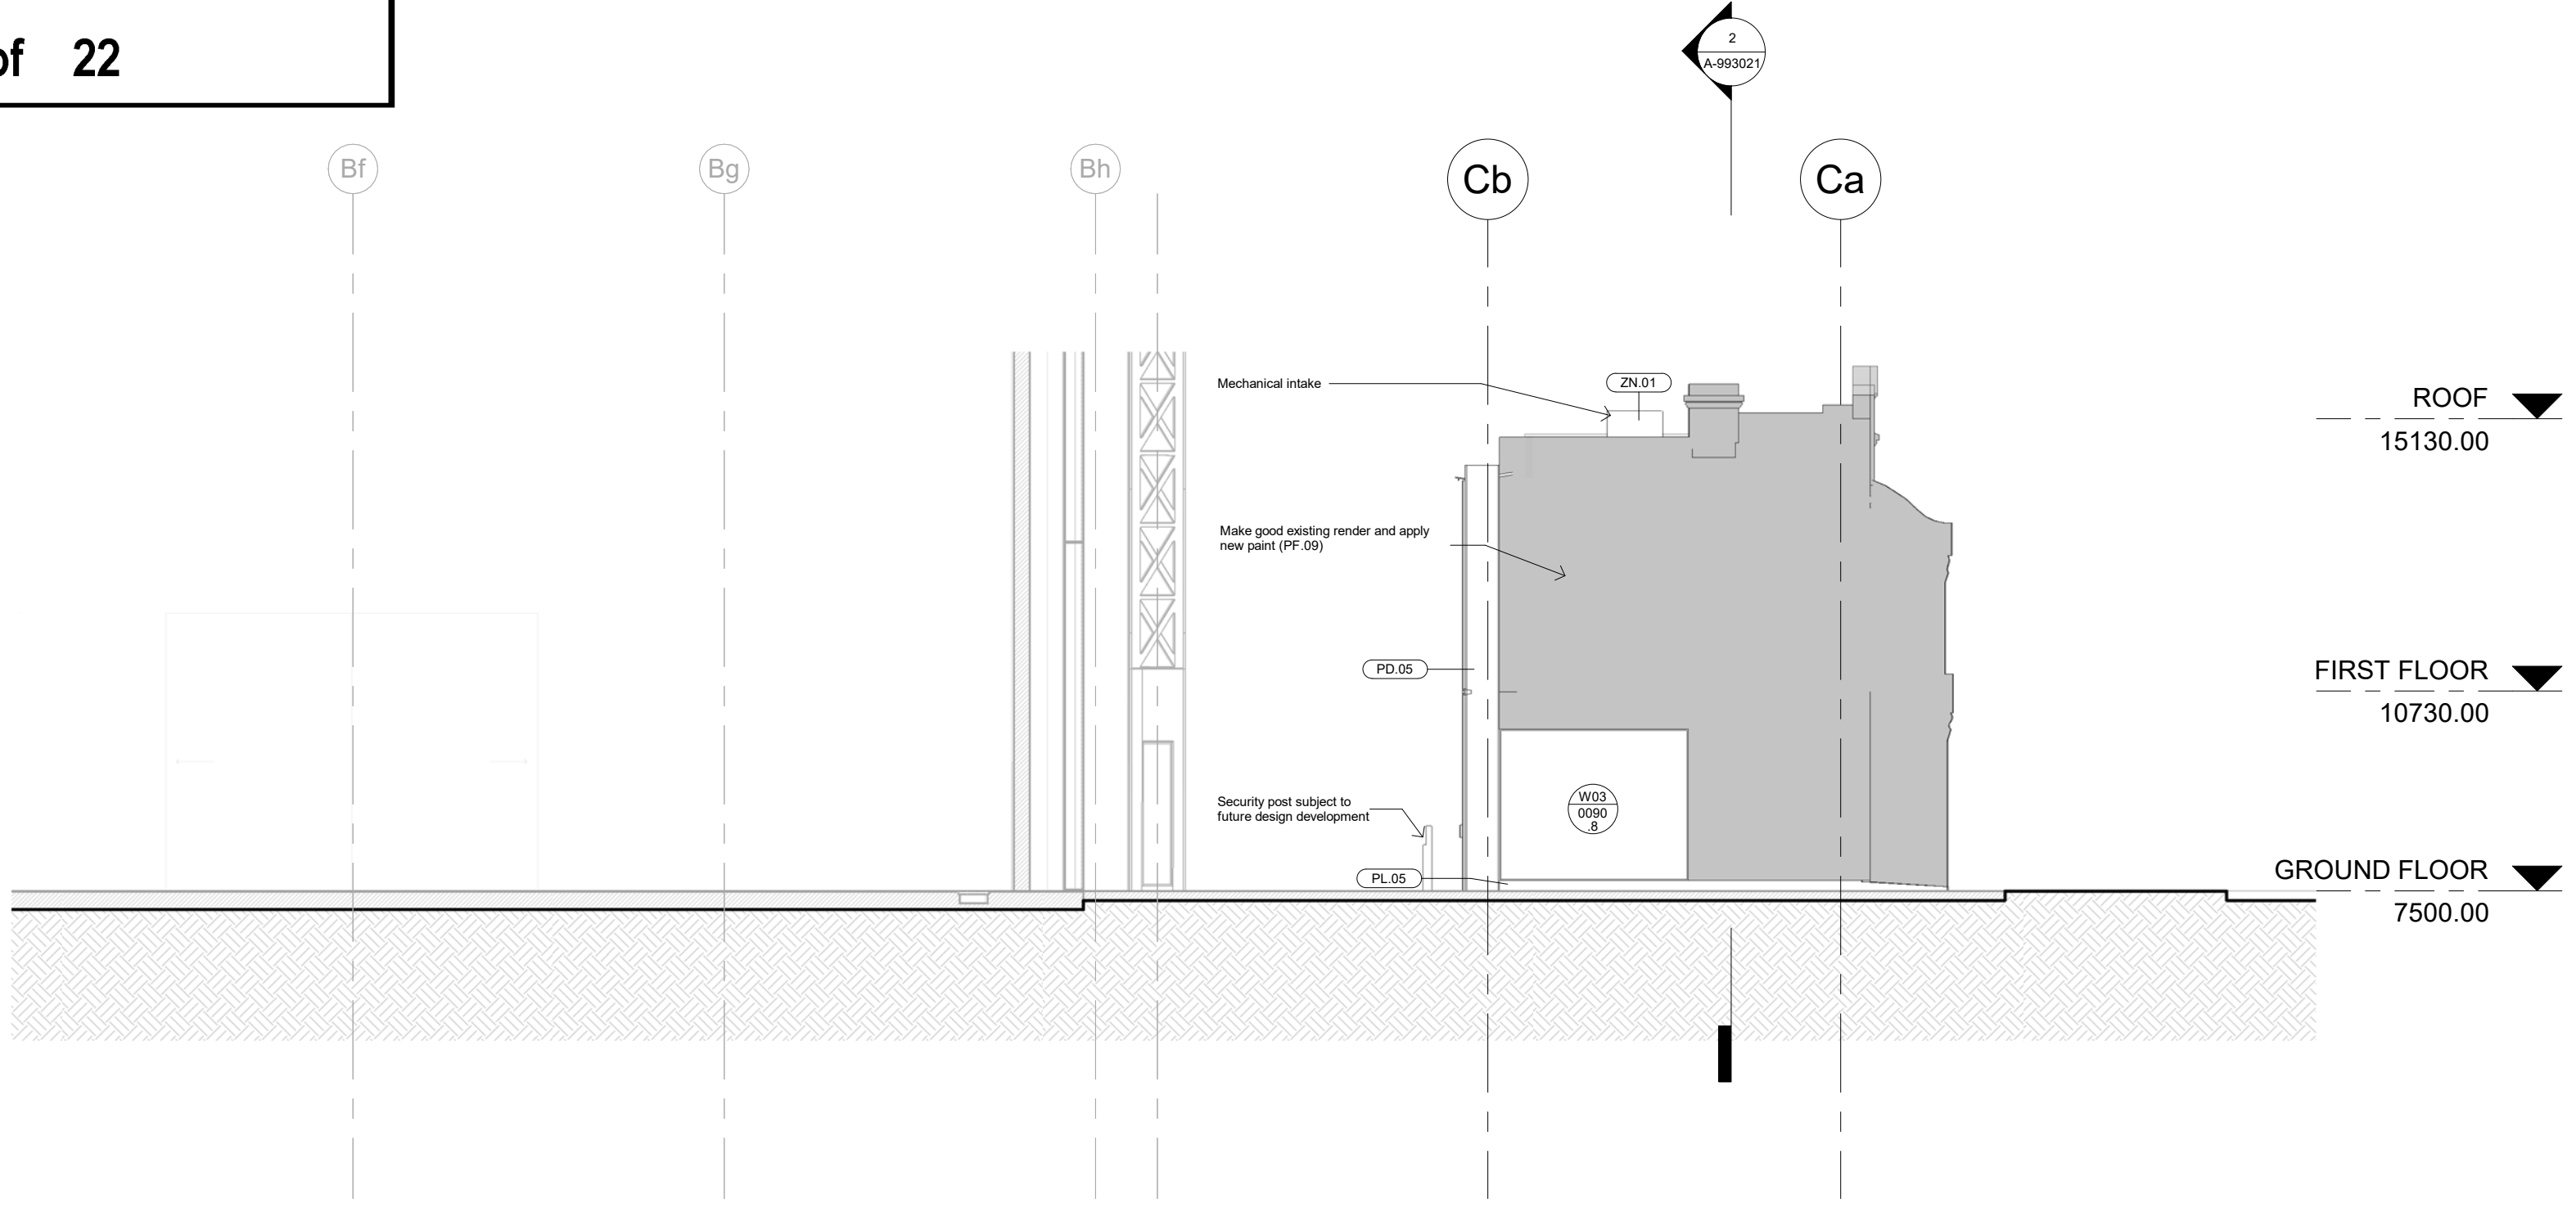 of 22
2
A-993021
Bf
Bg
Bh
Cb
Ca
Mechanical intake
ZN.01
ROOF
15130.00
Make good existing render and apply
new paint (PF.09)
PD.05
FIRST FLOOR
10730.00
Security post subject to
future design development
W03
0090
.8
PL.05
GROUND FLOOR
7500.00